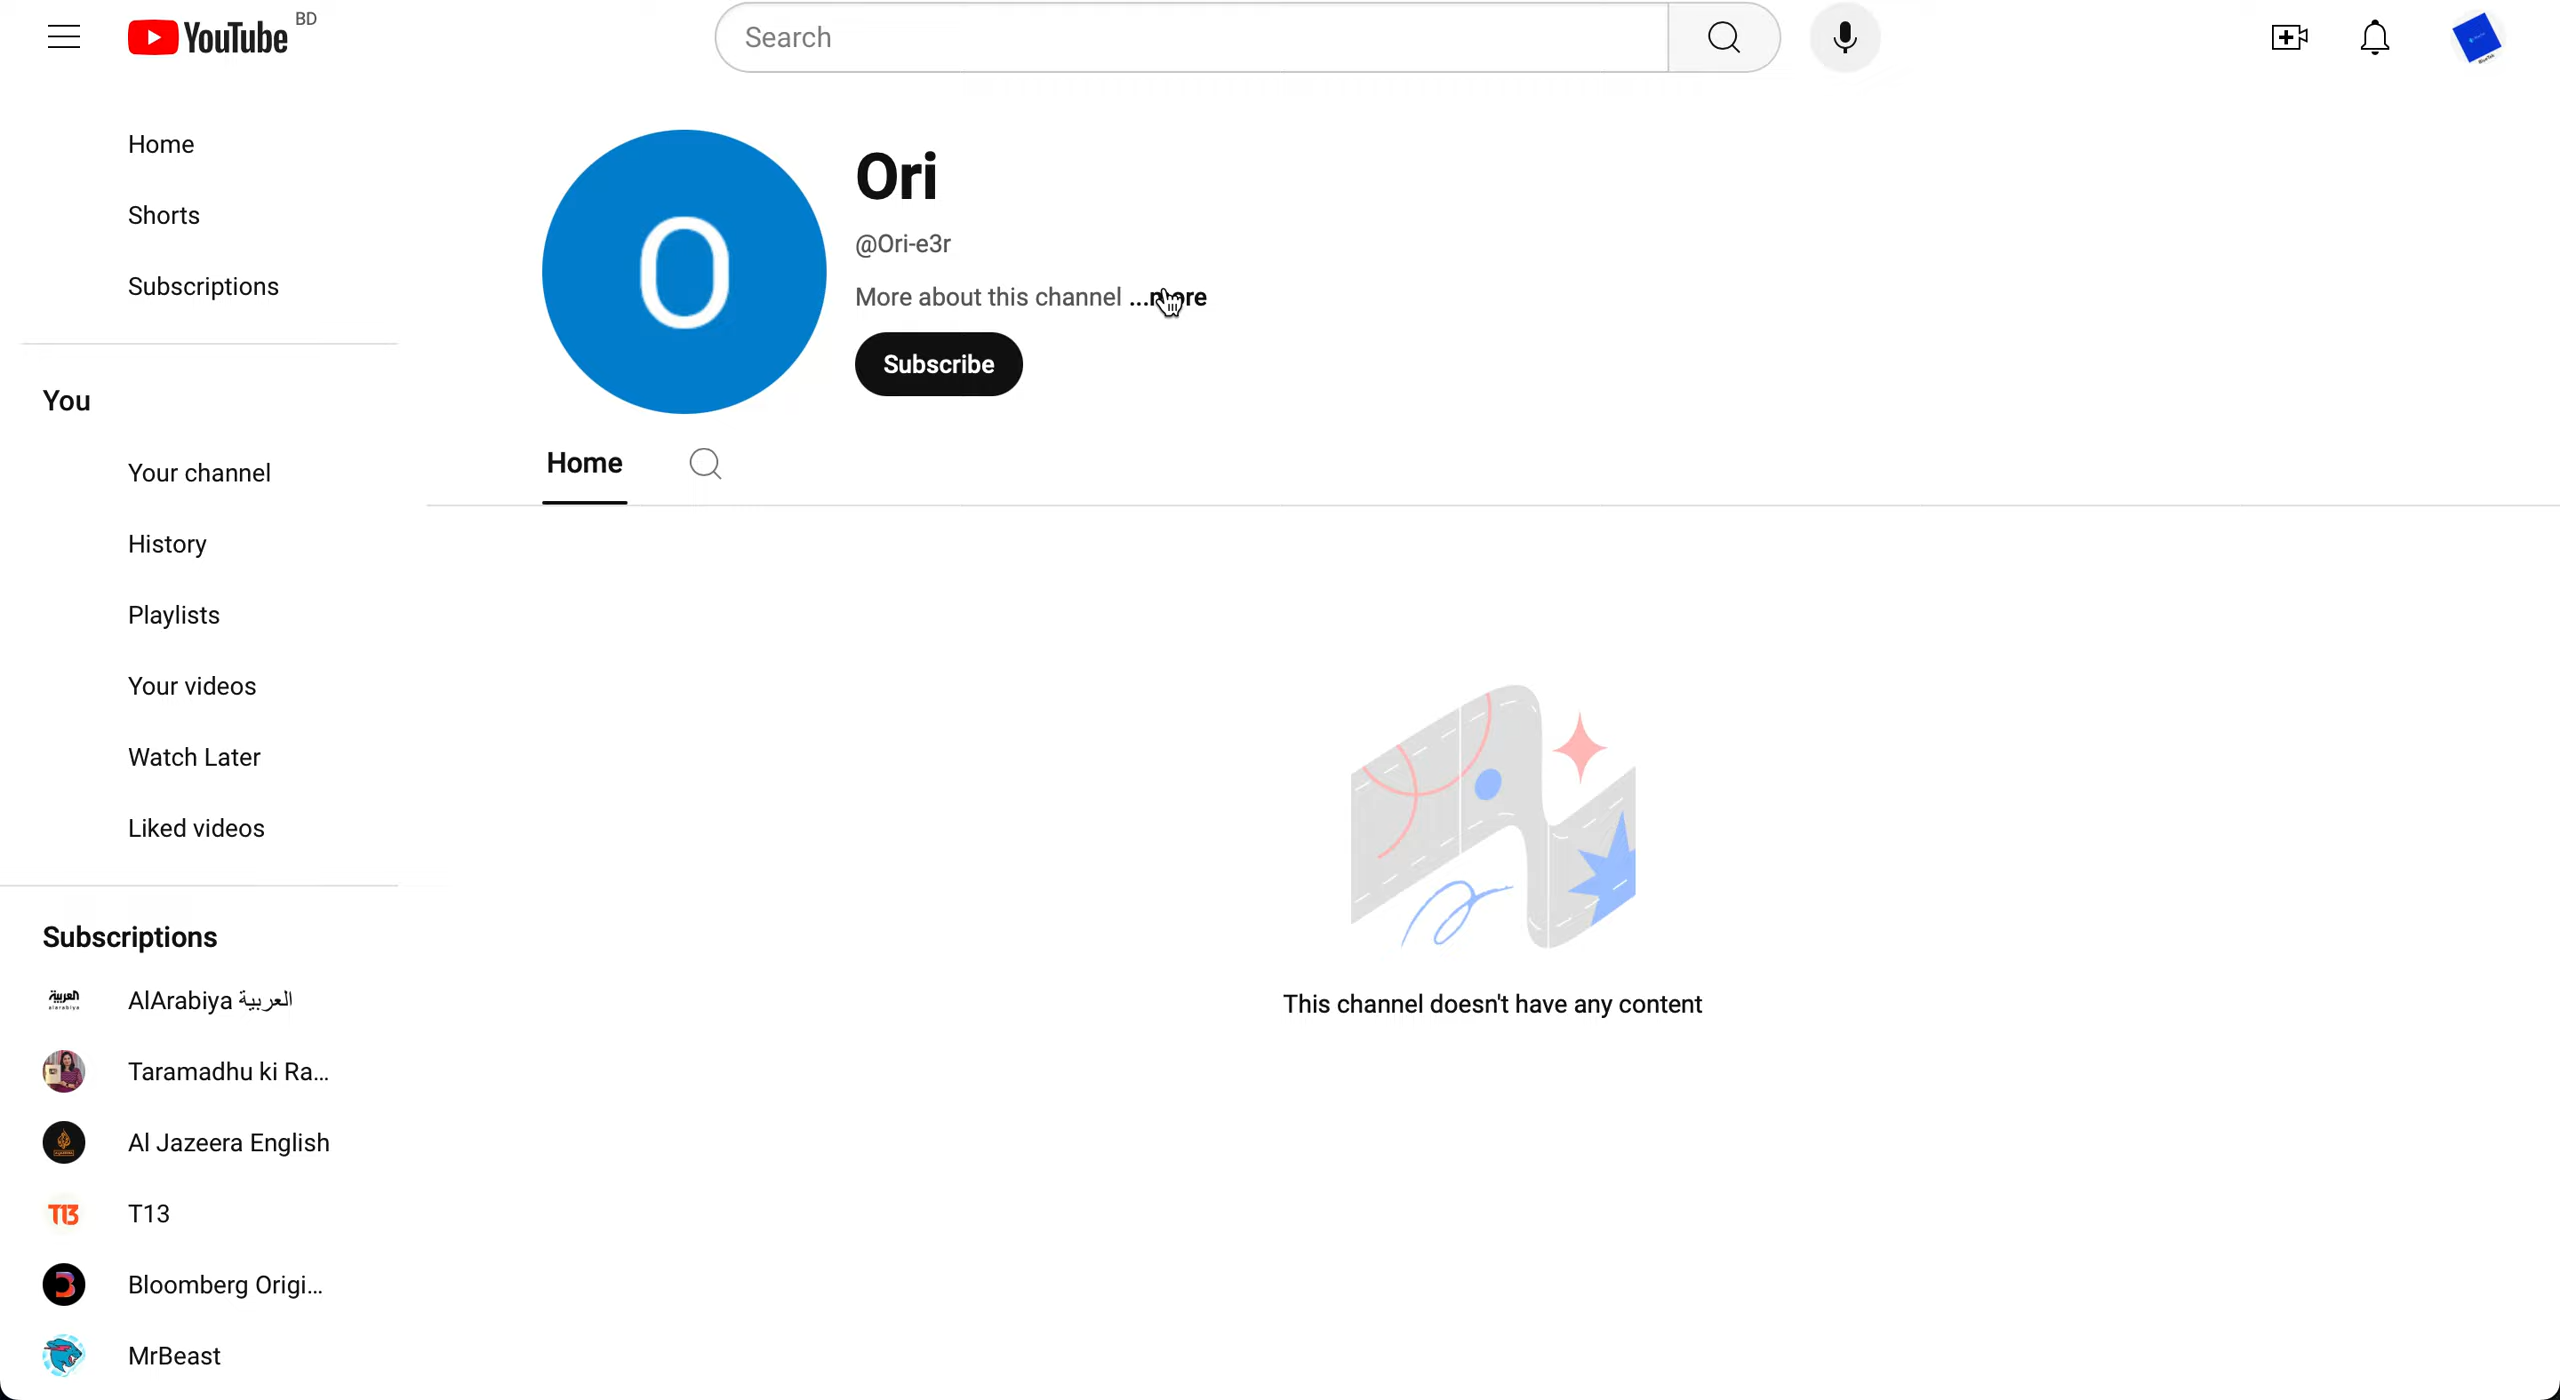 YouTube BD
Search
Home
Shorts
Subscriptions
You
Your channel
History
Playlists
Your videos
Watch Later
Liked videos
Subscriptions
AlArabiya العربية
Taramadhu ki Ra...
Al Jazeera English
T13
Bloomberg Origi...
MrBeast
O
Ori
@Ori-e3r
More about this channel ...more
Subscribe
Home
This channel doesn't have any content
العربية
T13